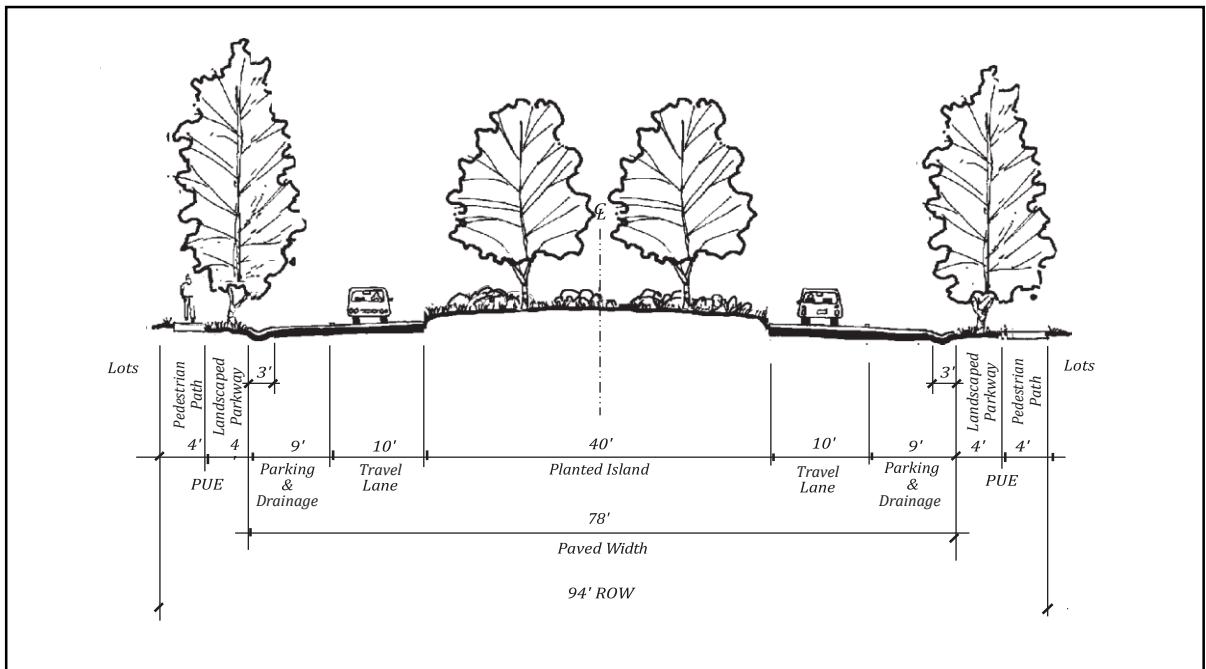 ℄
Lots
Pedestrian
Path
Landscaped
Parkway
3'
3'
Landscaped
Parkway
Pedestrian
Path
Lots
4'
4'
9'
10'
40'
10'
9'
4'
4'
PUE
Parking
&
Drainage
Travel
Lane
Planted Island
Travel
Lane
Parking
&
Drainage
PUE
78'
Paved Width
94' ROW